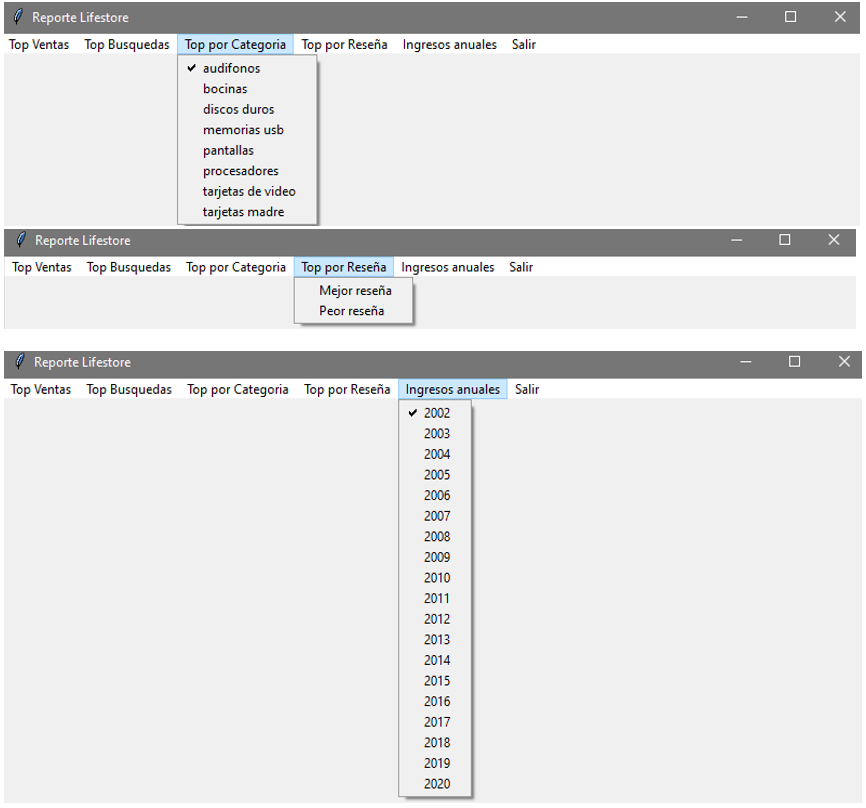 Reporte Lifestore
Top Ventas Top Busquedas Top por Categoria Top por Reseña Ingresos anuales Salir
audifonos
bocinas
discos duros
memorias usb
pantallas
procesadores
tarjetas de video
tarjetas madre
Reporte Lifestore
Top Ventas Top Busquedas Top por Categoria Top por Reseña Ingresos anuales Salir
Mejor reseña
Peor reseña
Reporte Lifestore
Top Ventas Top Busquedas Top por Categoria Top por Reseña Ingresos anuales Salir
2002
2003
2004
2005
2006
2007
2008
2009
2010
2011
2012
2013
2014
2015
2016
2017
2018
2019
2020